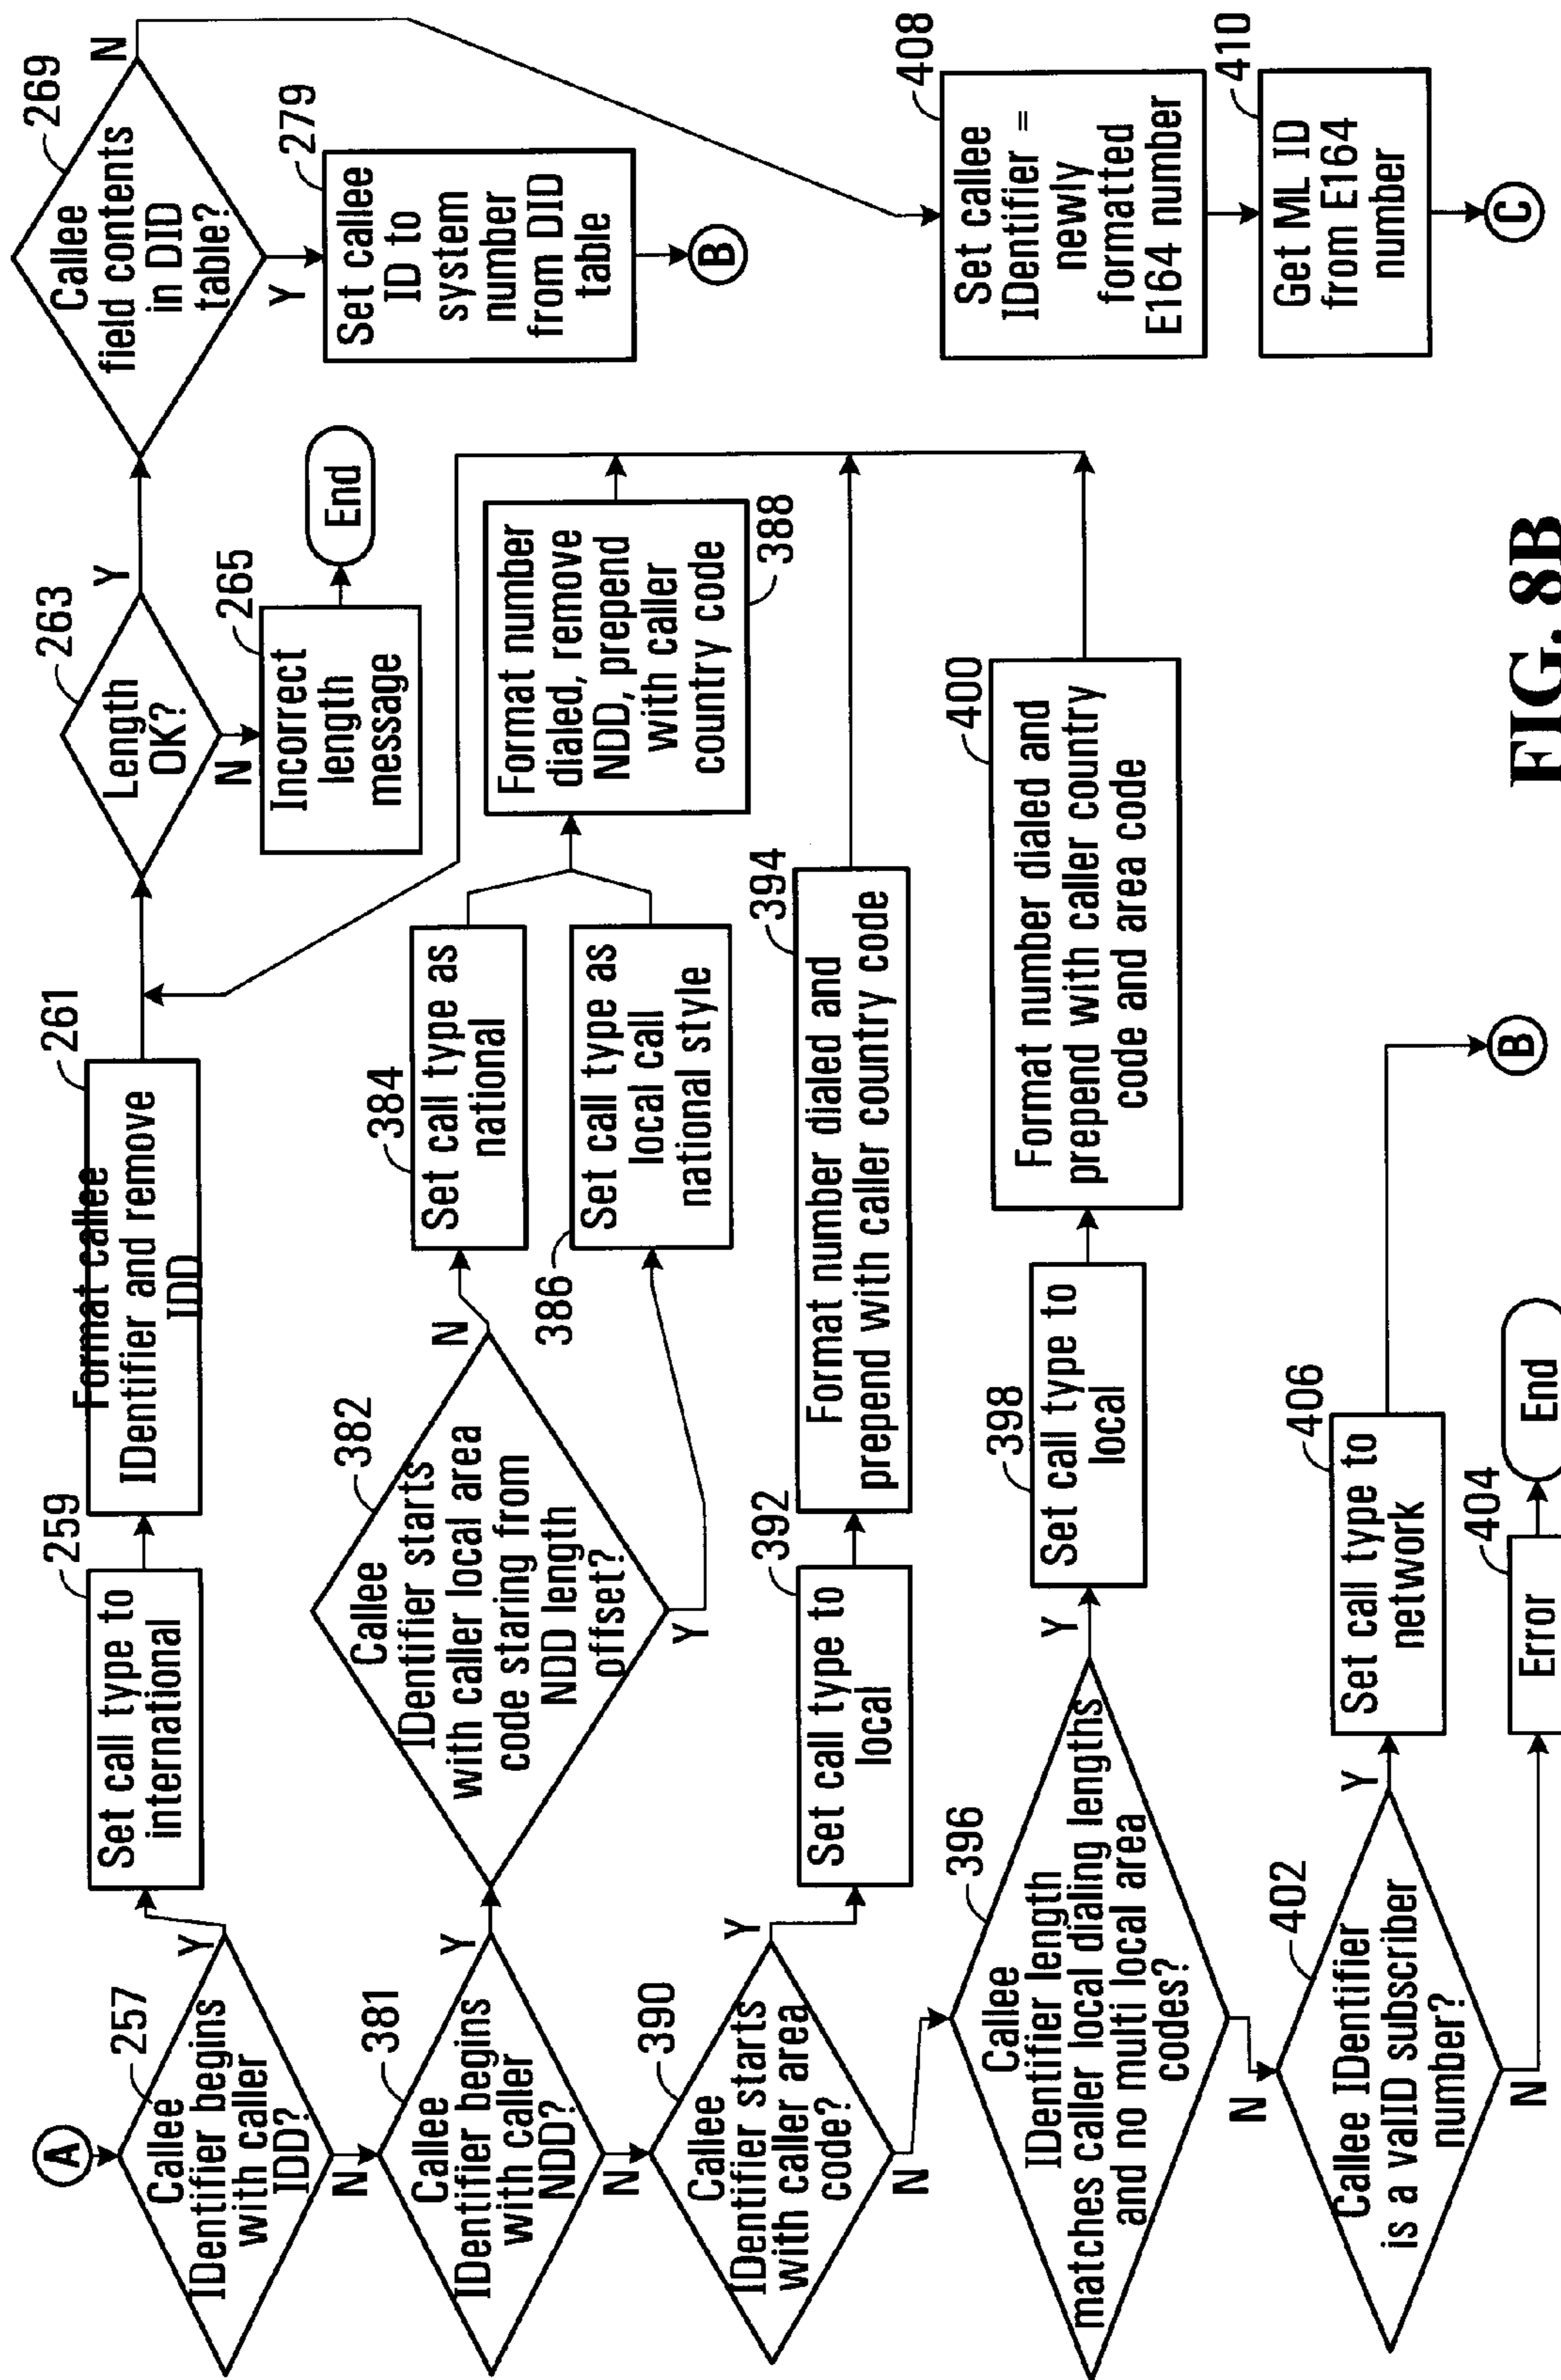 A
257
Callee
IDentifier begins
with caller
IDD?
Y
N
259
Set call type to
international
261
Format callee
IDentifier and remove
IDD
263
Length
OK?
Y
N
265
Incorrect
length
message
End
269
Callee
field contents
in DID
table?
N
Y
279
Set callee
ID to
system
number
from DID
table
B
381
Callee
IDentifier begins
with caller
NDD?
Y
N
382
Callee
IDentifier starts
with caller local area
code staring from
NDD length
offset?
N
Y
384
Set call type as
national
386
Set call type as
local call
national style
Format number
dialed, remove
NDD, prepend
with caller
country code
388
390
Callee
IDentifier starts
with caller area
code?
Y
N
392
Set call type to
local
394
Format number dialed and
prepend with caller country code
396
Callee
IDentifier length
matches caller local dialing lengths
and no multi local area
codes?
Y
N
398
Set call type to
local
400
Format number dialed and
prepend with caller country
code and area code
408
Set callee
IDentifier =
newly
formatted
E164 number
410
Get ML ID
from E164
number
C
402
Callee IDentifier
is a valID subscriber
number?
Y
N
406
Set call type to
network
B
404
Error
End
FIG. 8B